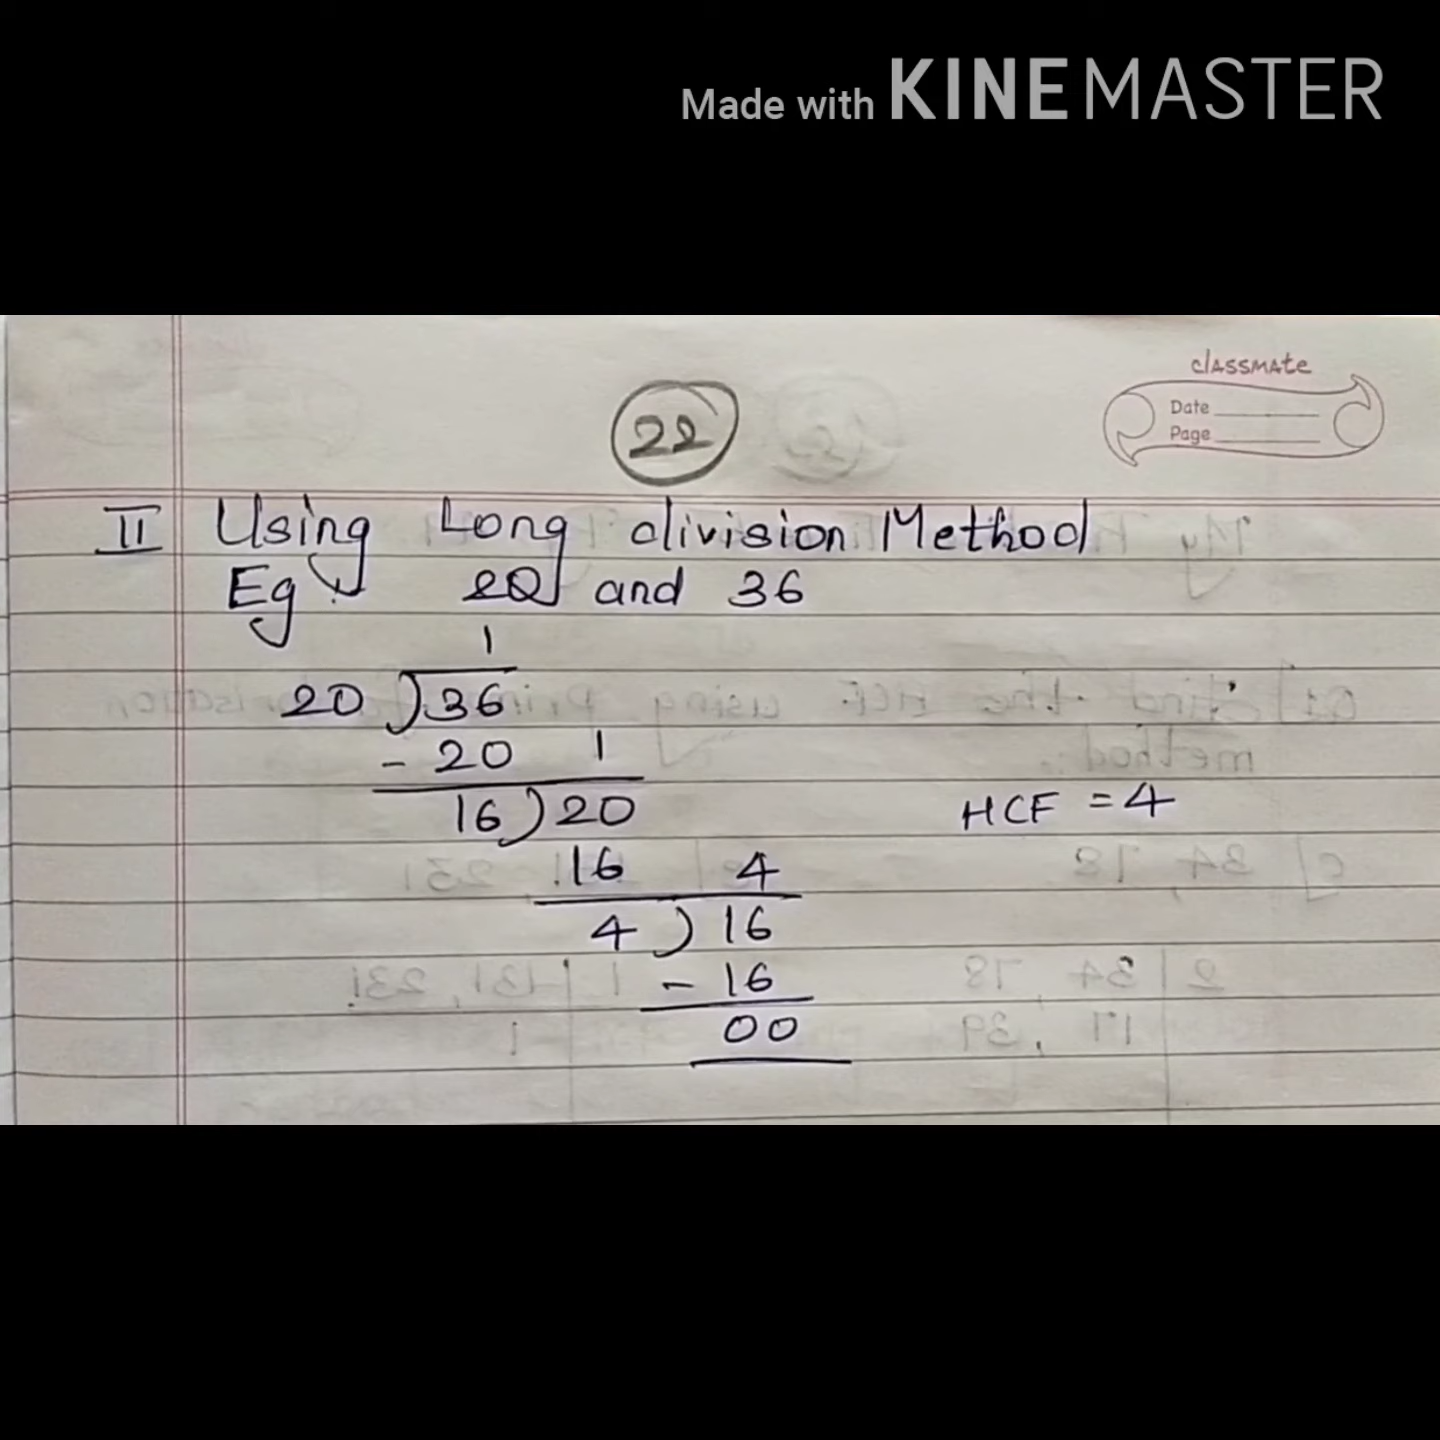 Made with KINEMASTER
classmate
Date
Page
22
II Using Long division Method
Eg: 20 and 36
1
20 ) 36
- 20 1
16 ) 20
HCF = 4
16 4
4 ) 16
- 16
00